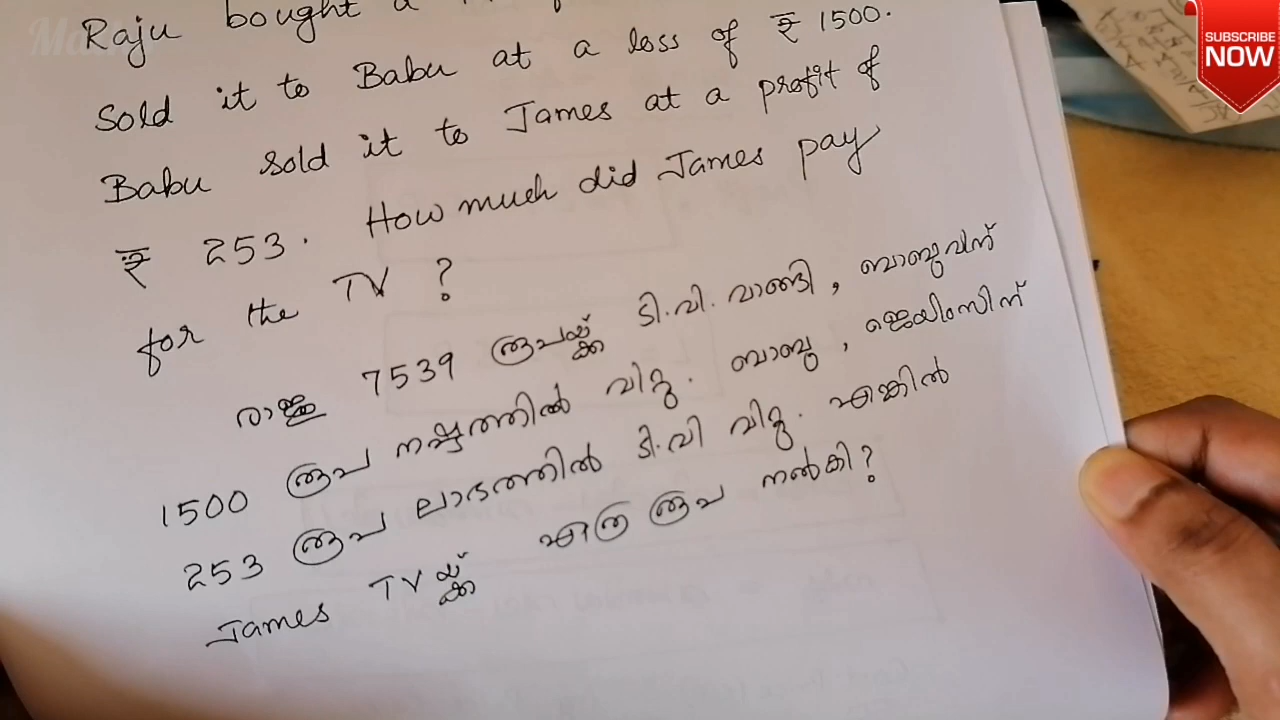 Raju bought a
Sold it to Babu at a loss of ₹ 1500.
Babu sold it to James at a profit of
₹ 253. How much did James pay
for the TV ?
രാജു 7539 രൂപയ്ക്ക് ടി.വി. വാങ്ങി, ബാബുവിന്
1500 രൂപ നഷ്ടത്തിൽ വിറ്റു. ബാബു, ജെയിംസിന്
253 രൂപ ലാഭത്തിൽ ടി.വി വിറ്റു. എങ്കിൽ
James TV യ്ക്ക് എത്ര രൂപ നൽകി?
SUBSCRIBE
NOW